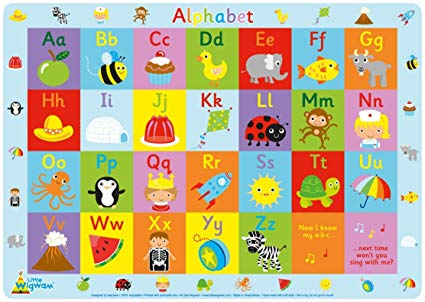 Alphabet
Aa Bb Cc Dd Ee Ff Gg
Hh Ii Jj Kk Ll Mm Nn
Oo Pp Qq Rr Ss Tt Uu
Vv Ww Xx Yy Zz
Now I know
my a-b-c...
...next time
won't you
sing with me?
Little
Wigwam